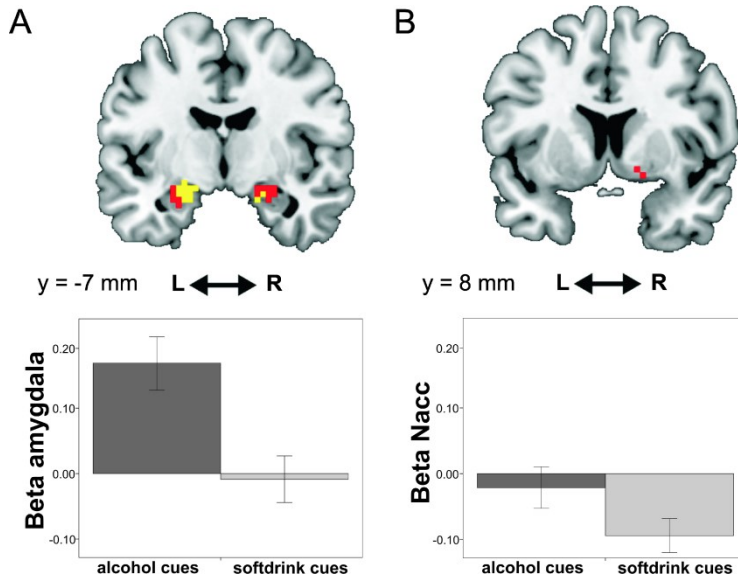 A
B
y = -7 mm L R
y = 8 mm L R
Beta amygdala
0.20
0.10
0.00
-0.10
alcohol cues softdrink cues
Beta Nacc
0.20
0.10
0.00
-0.10
alcohol cues softdrink cues